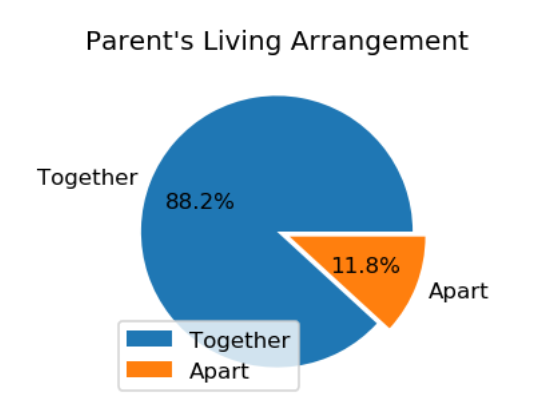 Parent's Living Arrangement
Together
88.2%
11.8%
Apart
Together
Apart